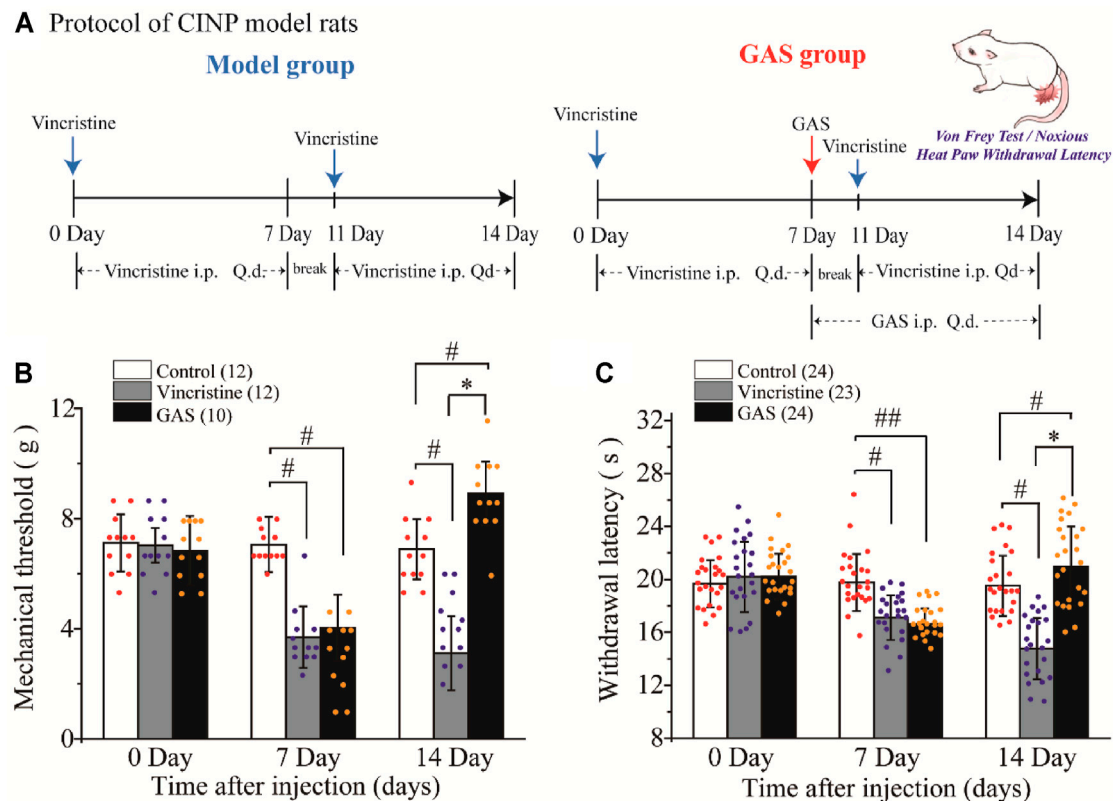 A Protocol of CINP model rats
Model group
Vincristine
Vincristine
0 Day
7 Day
11 Day
14 Day
Vincristine i.p. Q.d.
break
Vincristine i.p. Qd
GAS group
Vincristine
GAS
Vincristine
Von Frey Test / Noxious
Heat Paw Withdrawal Latency
0 Day
7 Day
11 Day
14 Day
Vincristine i.p. Q.d.
break
Vincristine i.p. Qd
GAS i.p. Q.d.
B
Control (12)
Vincristine (12)
GAS (10)
Mechanical threshold ( g )
12
8
4
0
#
#
#
*
#
0 Day
7 Day
14 Day
Time after injection (days)
C
Control (24)
Vincristine (23)
GAS (24)
Withdrawal latency ( s )
32
28
24
20
16
12
8
##
#
#
*
#
0 Day
7 Day
14 Day
Time after injection (days)